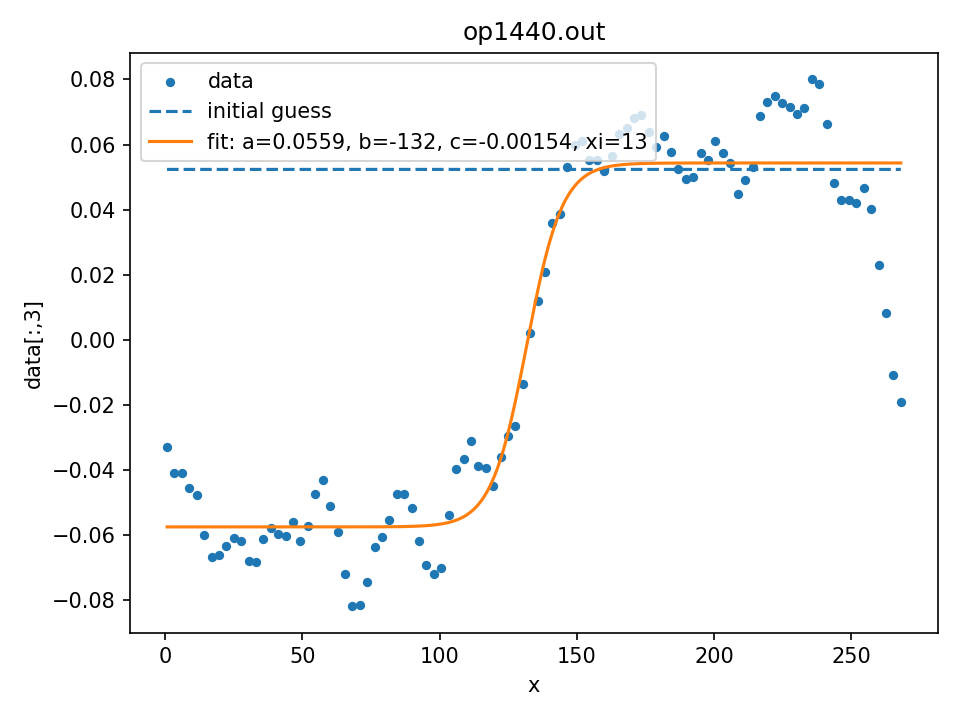 op1440.out
data
initial guess
fit: a=0.0559, b=-132, c=-0.00154, xi=13
0.08
0.06
0.04
0.02
0.00
−0.02
−0.04
−0.06
−0.08
data[:,3]
0
50
100
150
200
250
x